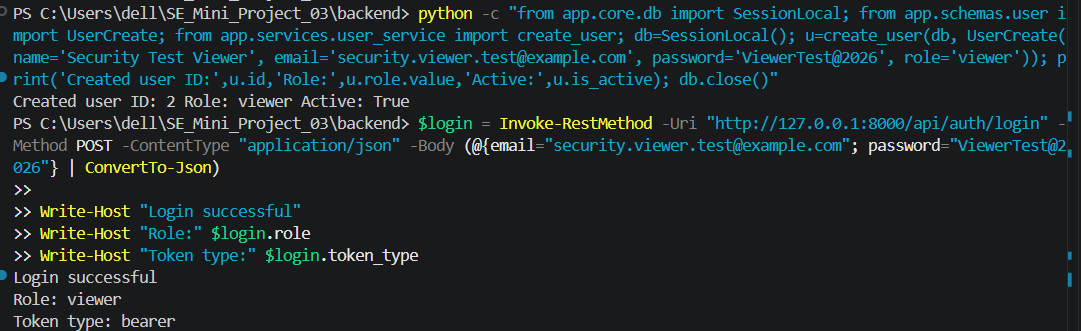 PS C:\Users\dell\SE_Mini_Project_03\backend> python -c "from app.core.db import SessionLocal; from app.schemas.user i
mport UserCreate; from app.services.user_service import create_user; db=SessionLocal(); u=create_user(db, UserCreate(
name='Security Test Viewer', email='security.viewer.test@example.com', password='ViewerTest@2026', role='viewer')); p
rint('Created user ID:',u.id,'Role:',u.role.value,'Active:',u.is_active); db.close()"
Created user ID: 2 Role: viewer Active: True
PS C:\Users\dell\SE_Mini_Project_03\backend> $login = Invoke-RestMethod -Uri "http://127.0.0.1:8000/api/auth/login" -
Method POST -ContentType "application/json" -Body (@{email="security.viewer.test@example.com"; password="ViewerTest@2
026"} | ConvertTo-Json)
>>
>> Write-Host "Login successful"
>> Write-Host "Role:" $login.role
>> Write-Host "Token type:" $login.token_type
Login successful
Role: viewer
Token type: bearer